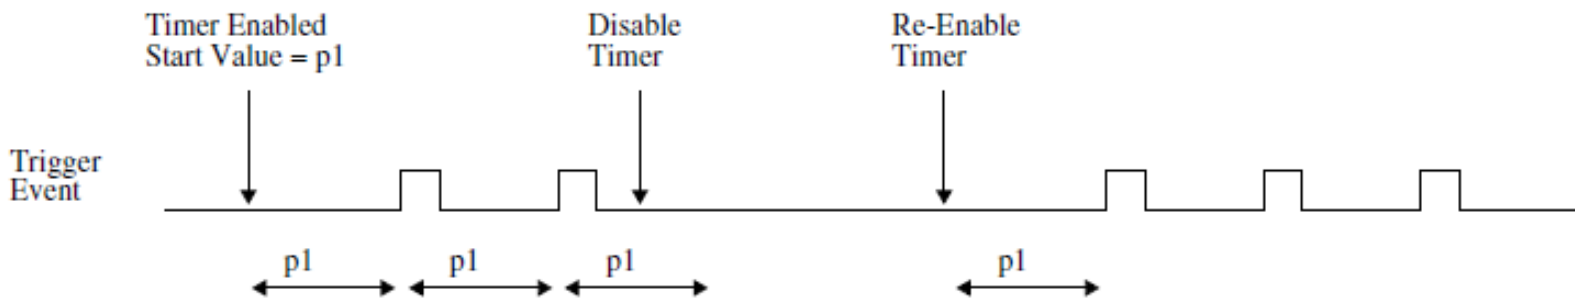 Timer Enabled
Start Value = p1
Disable
Timer
Re-Enable
Timer
Trigger
Event
p1
p1
p1
p1